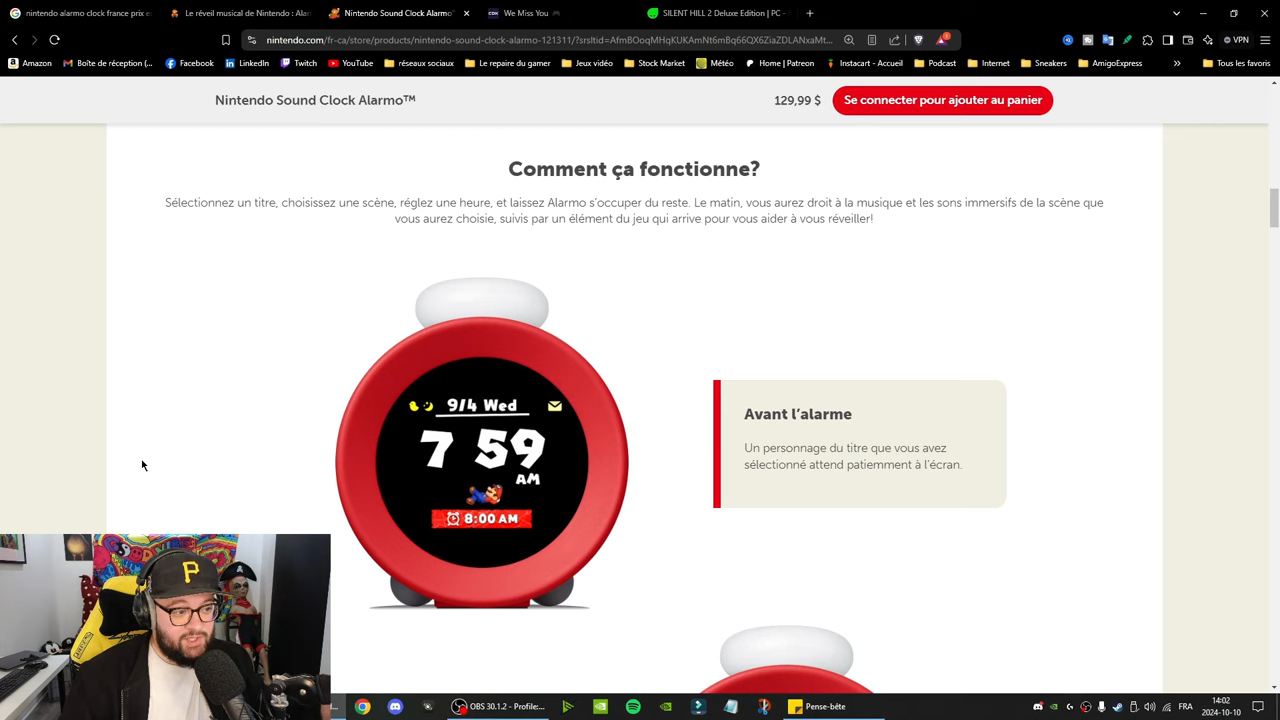 nintendo alarmo clock france prix e
Le réveil musical de Nintendo : Alar
Nintendo Sound Clock Alarmo™
We Miss You
SILENT HILL 2 Deluxe Edition | PC -
nintendo.com/fr-ca/store/products/nintendo-sound-clock-alarmo-121311/?srsltid=AfmBOoqMHqKUKAmNt6mBq66QX6ZiaZDLANxaMt...
VPN
Amazon
Boîte de réception (...
Facebook
LinkedIn
Twitch
YouTube
réseaux sociaux
Le repaire du gamer
Jeux vidéo
Stock Market
Météo
Home | Patreon
Instacart - Accueil
Podcast
Internet
Sneakers
AmigoExpress
Tous les favoris
Nintendo Sound Clock Alarmo™
129,99 $
Se connecter pour ajouter au panier
Comment ça fonctionne?
Sélectionnez un titre, choisissez une scène, réglez une heure, et laissez Alarmo s'occuper du reste. Le matin, vous aurez droit à la musique et les sons immersifs de la scène que
vous aurez choisie, suivis par un élément du jeu qui arrive pour vous aider à vous réveiller!
9/4 Wed
7 59
AM
8:00 AM
Avant l'alarme
Un personnage du titre que vous avez
sélectionné attend patiemment à l'écran.
P
A
OBS 30.1.2 - Profile:...
Pense-bête
FRA
14:02
2024-10-10